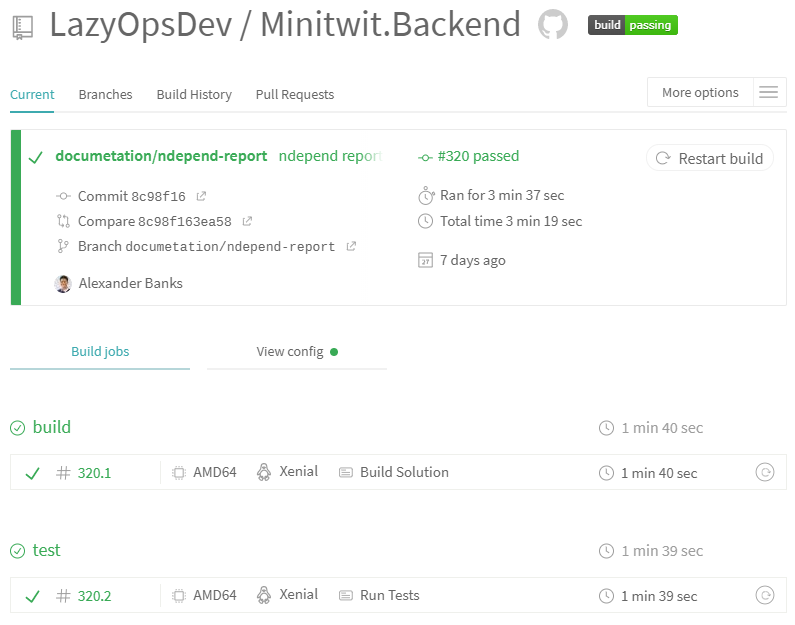 LazyOpsDev / Minitwit.Backend build passing
Current Branches Build History Pull Requests More options
documetation/ndepend-report ndepend report #320 passed Restart build
Commit 8c98f16 Ran for 3 min 37 sec
Compare 8c98f163ea58 Total time 3 min 19 sec
Branch documetation/ndepend-report
27 7 days ago
Alexander Banks
Build jobs View config
build 1 min 40 sec
# 320.1 AMD64 Xenial Build Solution 1 min 40 sec
test 1 min 39 sec
# 320.2 AMD64 Xenial Run Tests 1 min 39 sec